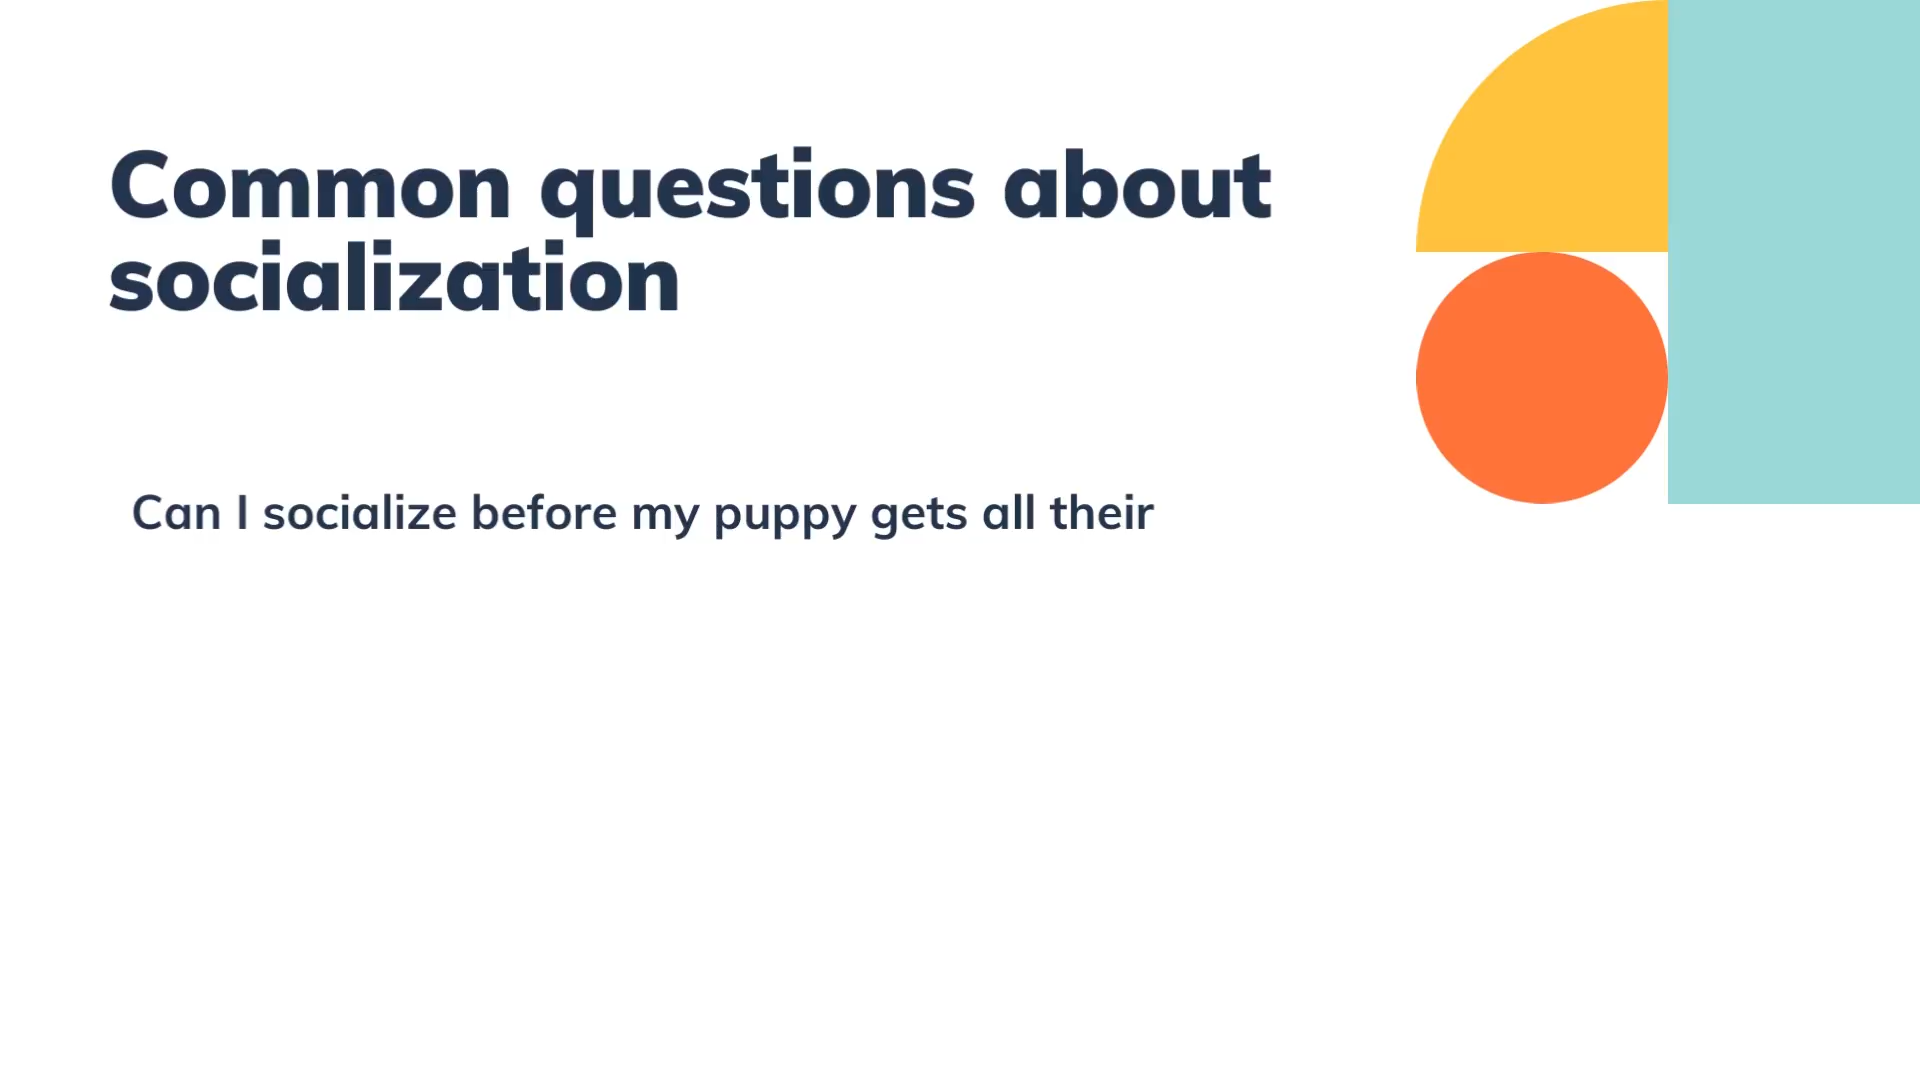 Common questions about
socialization
Can I socialize before my puppy gets all their